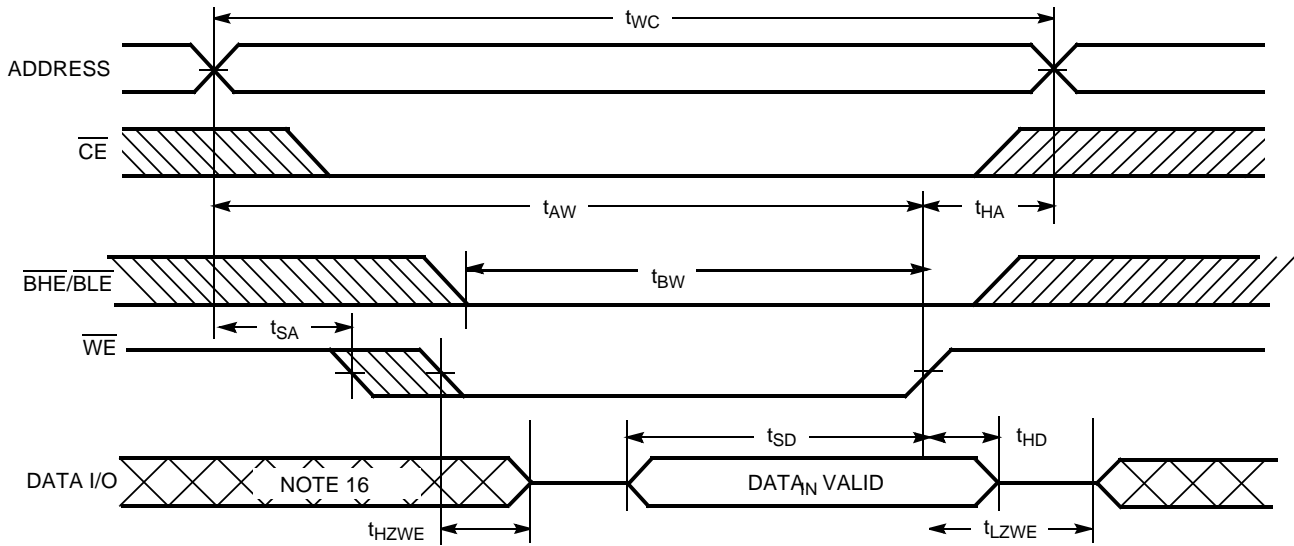 tWC
ADDRESS
CE
tAW
tHA
BHE/BLE
tBW
tSA
WE
tSD
tHD
DATA I/O
NOTE 16
DATAIN VALID
tHZWE
tLZWE